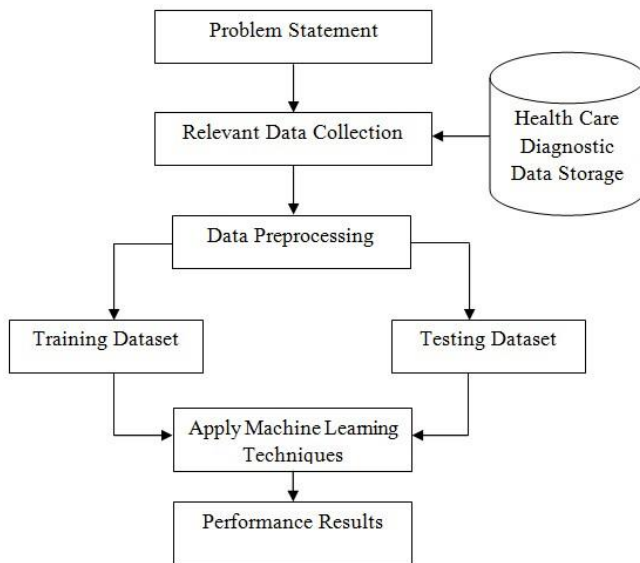 Problem Statement
Relevant Data Collection
Health Care
Diagnostic
Data Storage
Data Preprocessing
Training Dataset
Testing Dataset
Apply Machine Learning
Techniques
Performance Results